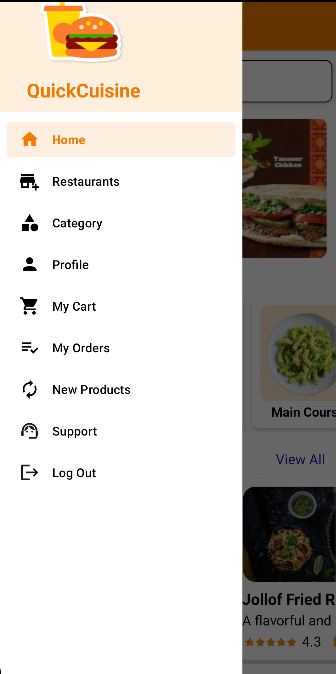 QuickCuisine
Home
Restaurants
Category
Profile
My Cart
My Orders
New Products
Support
Log Out
Tannour
Chicken
Main Cours
View All
Jollof Fried R
A flavorful and
4.3